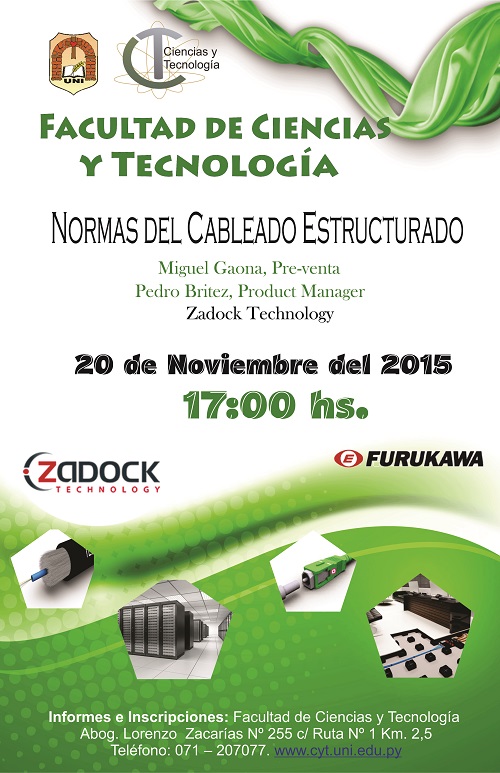 UNI
Ciencias y
Tecnología
FACULTAD DE CIENCIAS
Y TECNOLOGÍA
NORMAS DEL CABLEADO ESTRUCTURADO
Miguel Gaona, Pre-venta
Pedro Britez, Product Manager
Zadock Technology
20 de Noviembre del 2015
17:00 hs.
ZADOCK
TECHNOLOGY
FURUKAWA
Informes e Inscripciones: Facultad de Ciencias y Tecnología
Abog. Lorenzo Zacarías Nº 255 c/ Ruta Nº 1 Km. 2,5
Teléfono: 071 – 207077. www.cyt.uni.edu.py